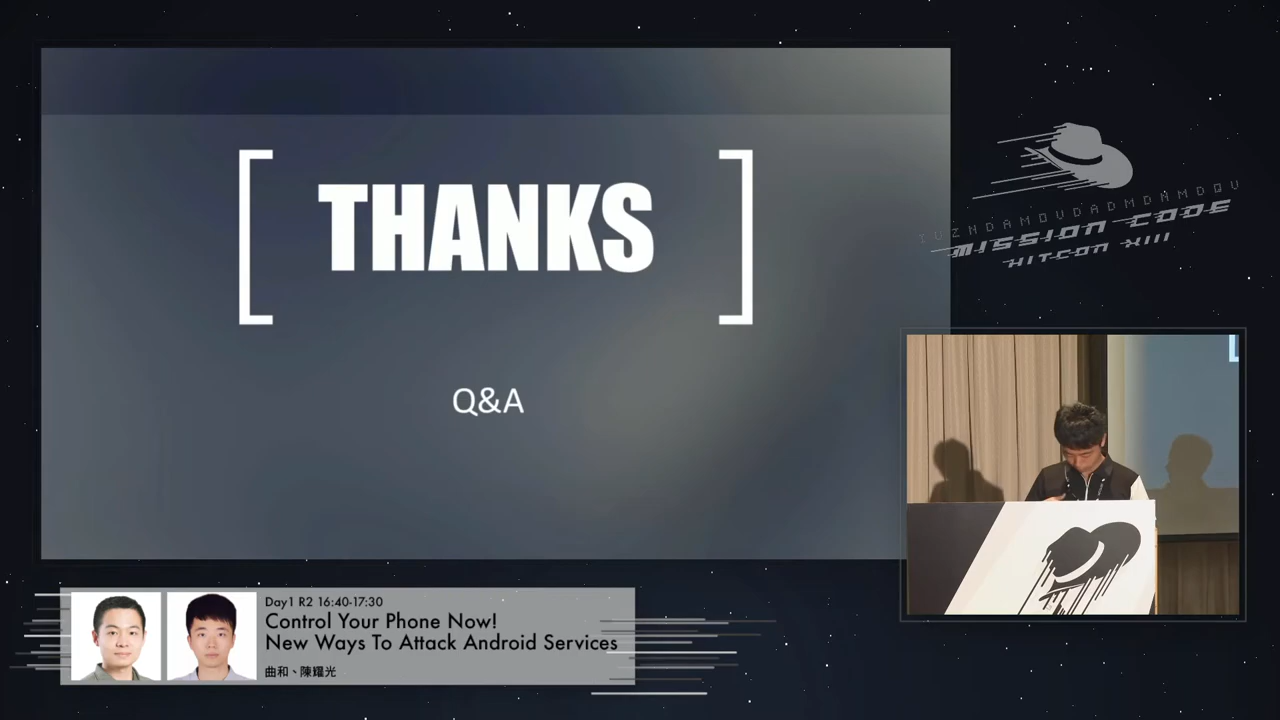 THANKS
Q&A
IVZNDAMOVDADMDNMDQV
MISSION CODE
HITCON XIII
Day1 R2 16:40-17:30
Control Your Phone Now!
New Ways To Attack Android Services
曲和、陳耀光